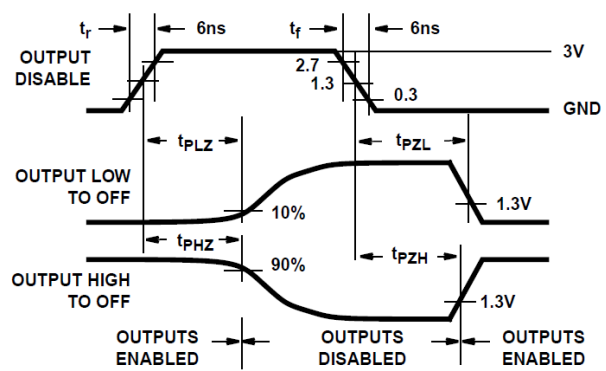 tr 6ns tf 6ns
OUTPUT
DISABLE
2.7
1.3
0.3
3V
GND
tPLZ tPZL
OUTPUT LOW
TO OFF
10%
1.3V
tPHZ tPZH
OUTPUT HIGH
TO OFF
90%
1.3V
OUTPUTS
ENABLED
OUTPUTS
DISABLED
OUTPUTS
ENABLED